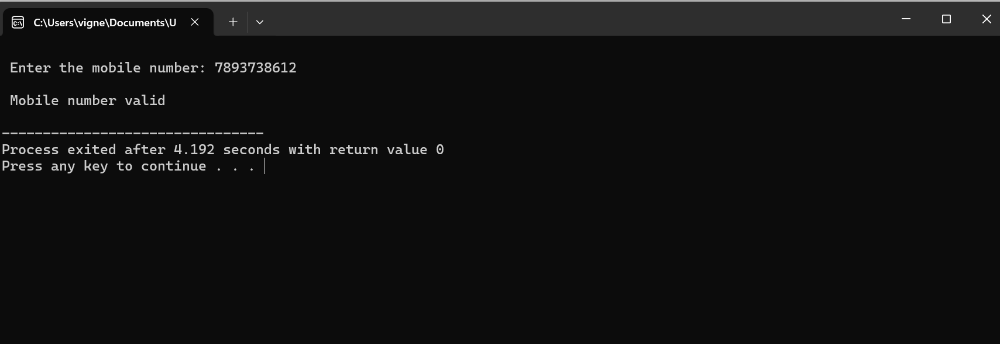 C:\Users\vigne\Documents\U
Enter the mobile number: 7893738612
Mobile number valid
--------------------------------
Process exited after 4.192 seconds with return value 0
Press any key to continue . . .